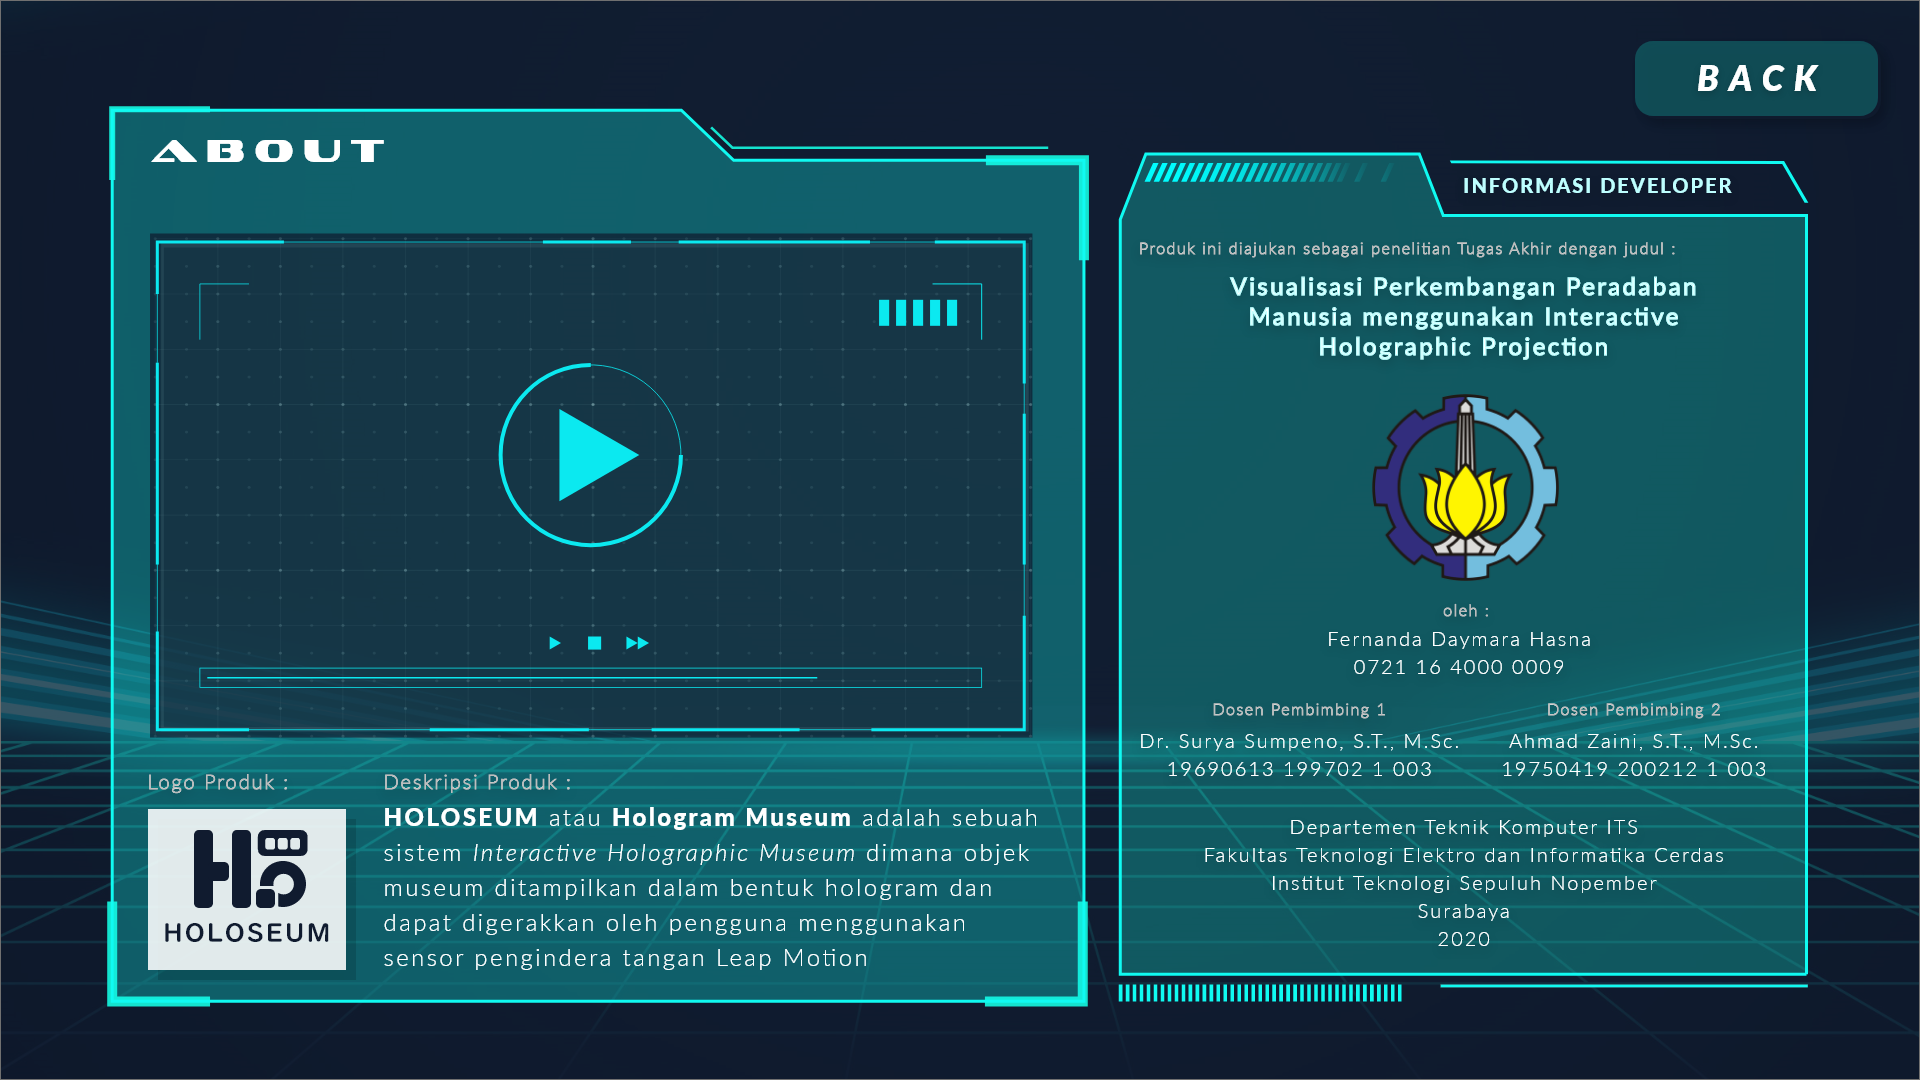 BACK
ABOUT
INFORMASI DEVELOPER
Produk ini diajukan sebagai penelitian Tugas Akhir dengan judul :
Visualisasi Perkembangan Peradaban
Manusia menggunakan Interactive
Holographic Projection
oleh :
Fernanda Daymara Hasna
0721 16 4000 0009
Dosen Pembimbing 1
Dr. Surya Sumpeno, S.T., M.Sc.
19690613 199702 1 003
Dosen Pembimbing 2
Ahmad Zaini, S.T., M.Sc.
19750419 200212 1 003
Departemen Teknik Komputer ITS
Fakultas Teknologi Elektro dan Informatika Cerdas
Institut Teknologi Sepuluh Nopember
Surabaya
2020
Logo Produk :
HOLOSEUM
Deskripsi Produk :
HOLOSEUM atau Hologram Museum adalah sebuah
sistem Interactive Holographic Museum dimana objek
museum ditampilkan dalam bentuk hologram dan
dapat digerakkan oleh pengguna menggunakan
sensor pengindera tangan Leap Motion